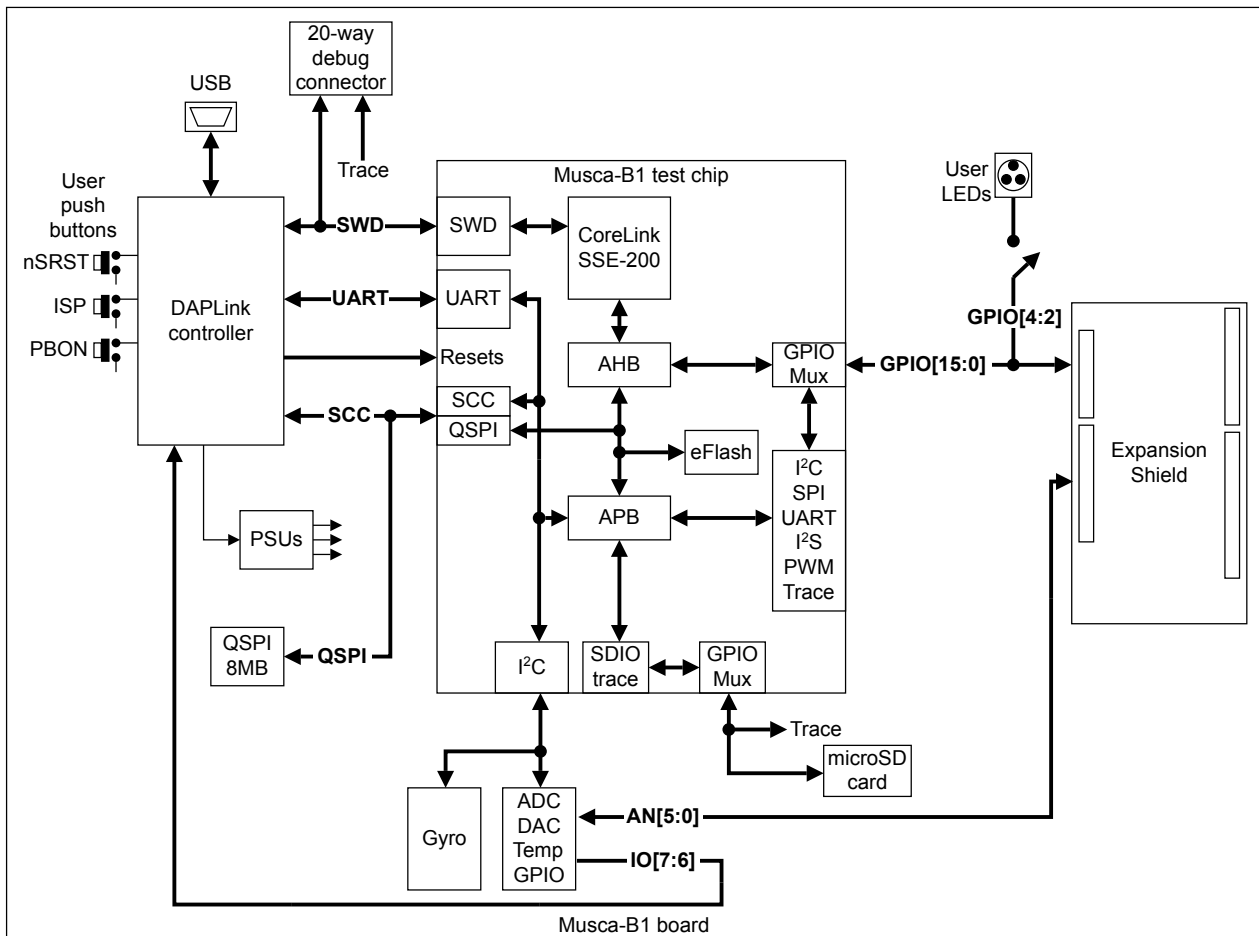 20-way
debug
connector
USB
Trace
User
push
buttons
nSRST
ISP
PBON
DAPLink
controller
SWD
UART
SCC
PSUs
QSPI
8MB
QSPI
Musca-B1 test chip
SWD
CoreLink
SSE-200
UART
Resets
AHB
GPIO
Mux
SCC
QSPI
eFlash
APB
I²C
SPI
UART
I²S
PWM
Trace
I²C
SDIO
trace
GPIO
Mux
User
LEDs
GPIO[4:2]
GPIO[15:0]
Expansion
Shield
Trace
microSD
card
Gyro
ADC
DAC
Temp
GPIO
AN[5:0]
IO[7:6]
Musca-B1 board